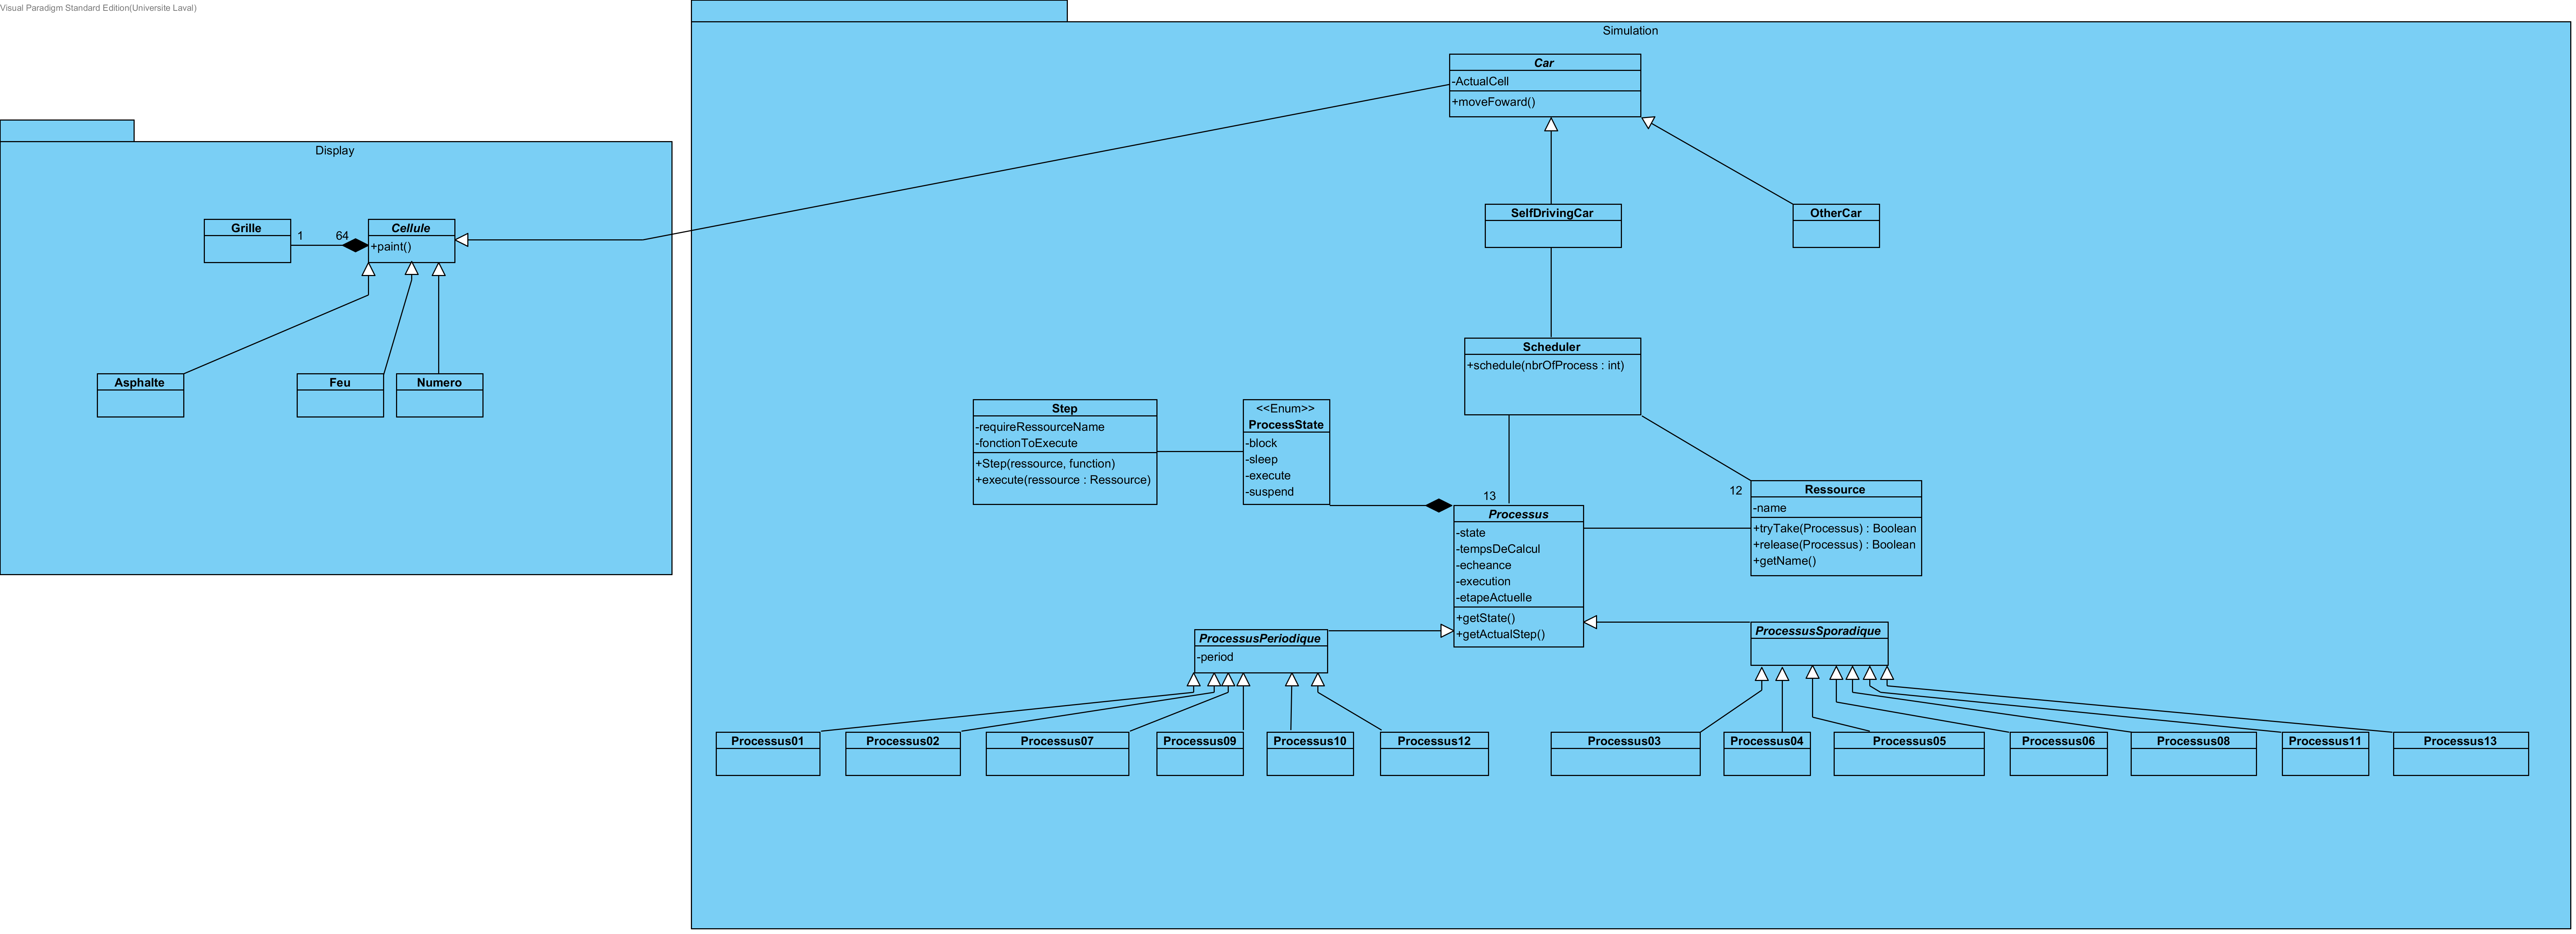 Visual Paradigm Standard Edition(Universite Laval)
Simulation
Car
-ActualCell
+moveFoward()
Display
SelfDrivingCar
OtherCar
Grille
1
64
Cellule
+paint()
Scheduler
+schedule(nbrOfProcess : int)
Asphalte
Feu
Numero
Step
-requireRessourceName
-fonctionToExecute
+Step(ressource, function)
+execute(ressource : Ressource)
<<Enum>>
ProcessState
-block
-sleep
-execute
-suspend
13
12
Processus
-state
-tempsDeCalcul
-echeance
-execution
-etapeActuelle
+getState()
+getActualStep()
Ressource
-name
+tryTake(Processus) : Boolean
+release(Processus) : Boolean
+getName()
ProcessusPeriodique
-period
ProcessusSporadique
Processus01
Processus02
Processus07
Processus09
Processus10
Processus12
Processus03
Processus04
Processus05
Processus06
Processus08
Processus11
Processus13